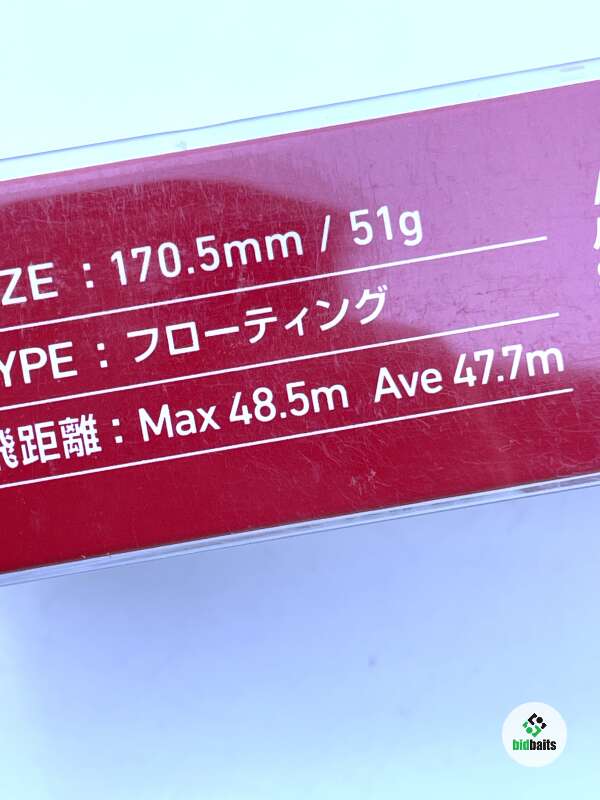 IZE : 170.5mm / 51g
YPE : フローティング
飛距離 : Max 48.5m Ave 47.7m
bidbaits